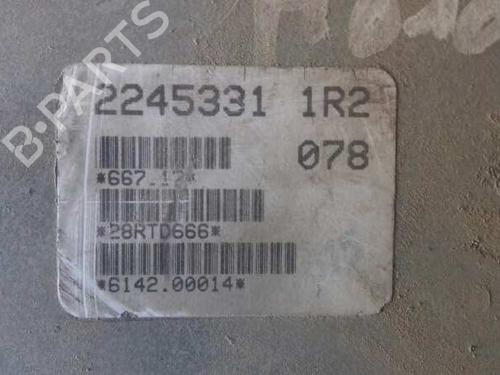 B-PARTS
2245331 1R2
078
*667.12*
*28RTD666*
*6142.00014*